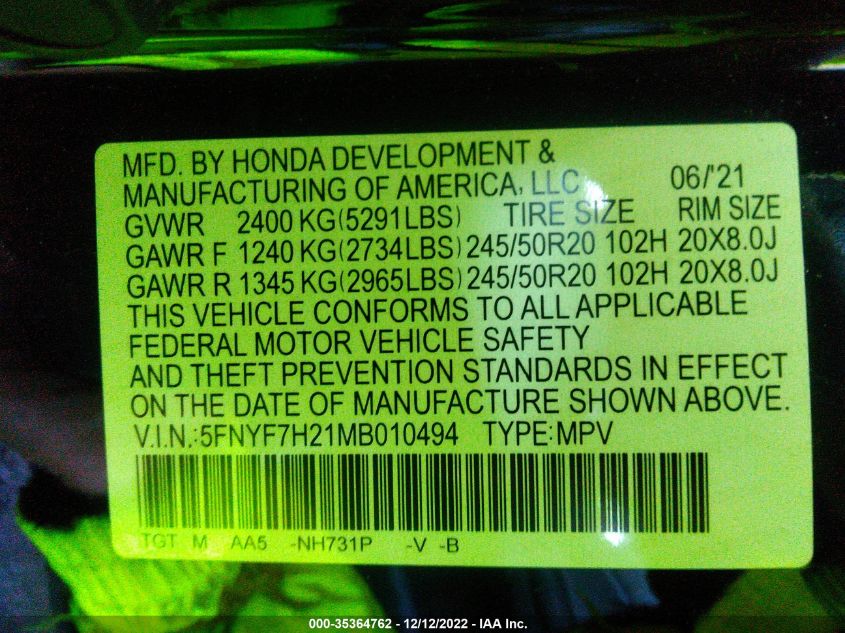 MFD. BY HONDA DEVELOPMENT &
MANUFACTURING OF AMERICA, LLC 06/'21
GVWR 2400 KG(5291LBS) TIRE SIZE RIM SIZE
GAWR F 1240 KG(2734LBS) 245/50R20 102H 20X8.0J
GAWR R 1345 KG(2965LBS) 245/50R20 102H 20X8.0J
THIS VEHICLE CONFORMS TO ALL APPLICABLE
FEDERAL MOTOR VEHICLE SAFETY
AND THEFT PREVENTION STANDARDS IN EFFECT
ON THE DATE OF MANUFACTURE SHOWN ABOVE.
V.I.N.:5FNYF7H21MB010494 TYPE:MPV
TGT M AA5 -NH731P -V -B
000-35364762 - 12/12/2022 - IAA Inc.